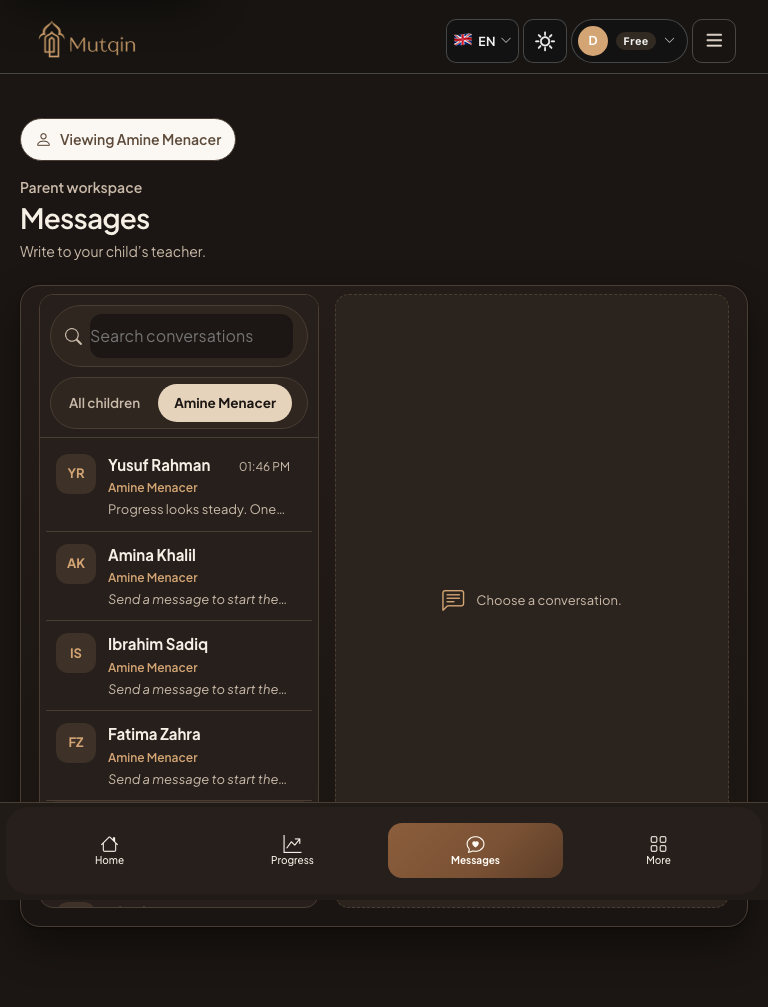 Mutqin
EN
D
Free
Viewing Amine Menacer
Parent workspace
Messages
Write to your child's teacher.
Search conversations
All children
Amine Menacer
YR
Yusuf Rahman
01:46 PM
Amine Menacer
Progress looks steady. One...
AK
Amina Khalil
Amine Menacer
Send a message to start the...
IS
Ibrahim Sadiq
Amine Menacer
Send a message to start the...
FZ
Fatima Zahra
Amine Menacer
Send a message to start the...
Choose a conversation.
Home
Progress
Messages
More